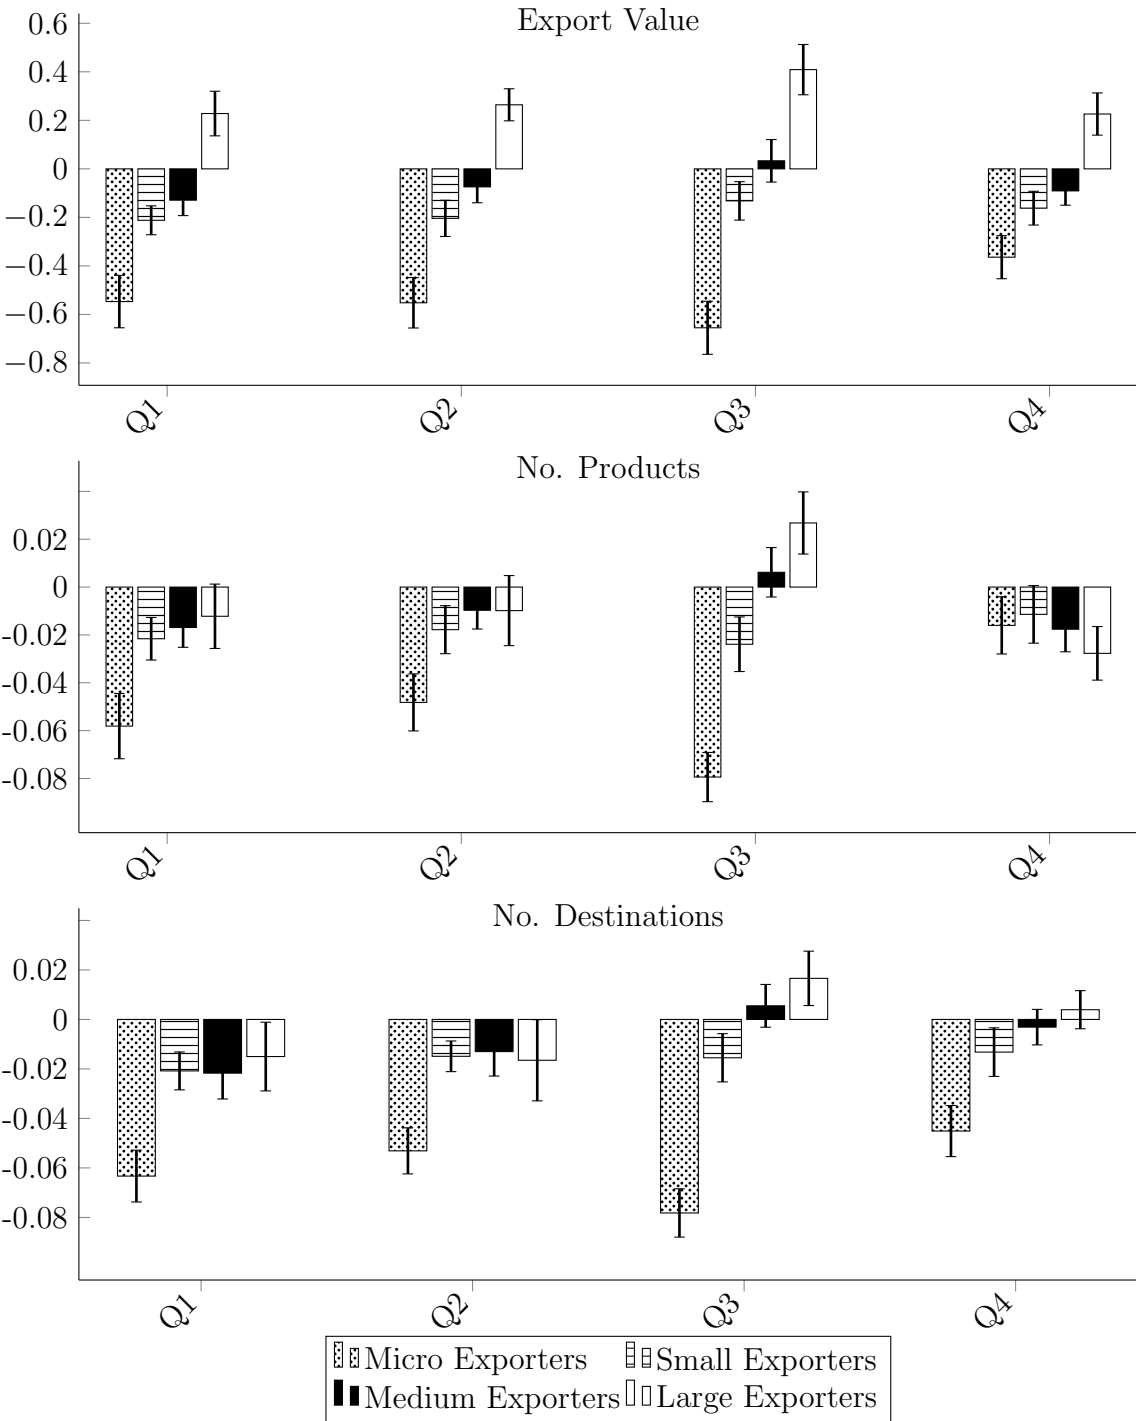 Export Value
0.6
0.4
0.2
0
−0.2
−0.4
−0.6
−0.8
Q1 Q2 Q3 Q4
No. Products
0.02
0
-0.02
-0.04
-0.06
-0.08
Q1 Q2 Q3 Q4
No. Destinations
0.02
0
-0.02
-0.04
-0.06
-0.08
Q1 Q2 Q3 Q4
Micro Exporters Small Exporters
Medium Exporters Large Exporters